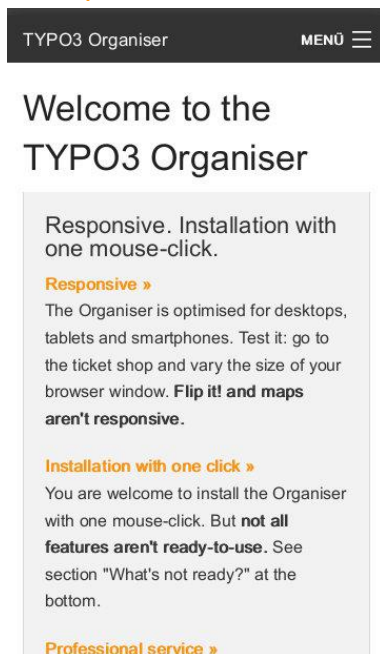 TYPO3 Organiser
MENÜ
Welcome to the
TYPO3 Organiser
Responsive. Installation with
one mouse-click.
Responsive »
The Organiser is optimised for desktops,
tablets and smartphones. Test it: go to
the ticket shop and vary the size of your
browser window. Flip it! and maps
aren't responsive.
Installation with one click »
You are welcome to install the Organiser
with one mouse-click. But not all
features aren't ready-to-use. See
section "What's not ready?" at the
bottom.
Professional service »